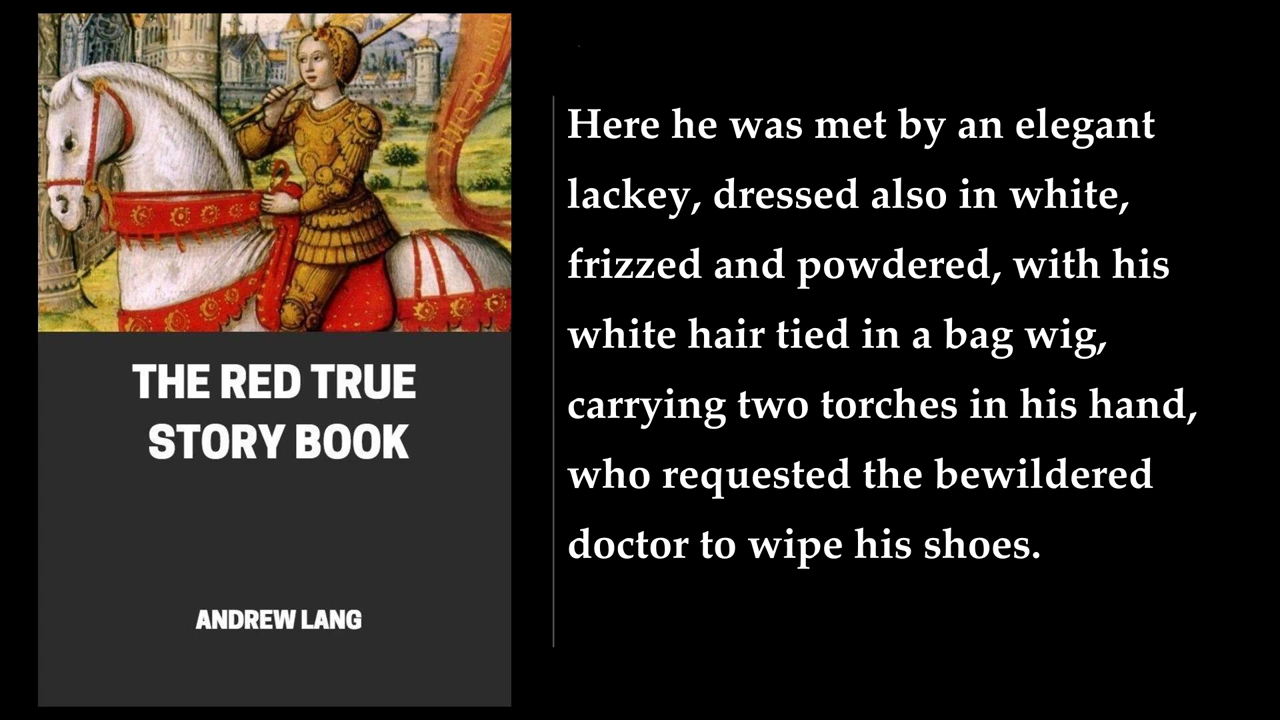 THE RED TRUE
STORY BOOK
ANDREW LANG
Here he was met by an elegant
lackey, dressed also in white,
frizzed and powdered, with his
white hair tied in a bag wig,
carrying two torches in his hand,
who requested the bewildered
doctor to wipe his shoes.